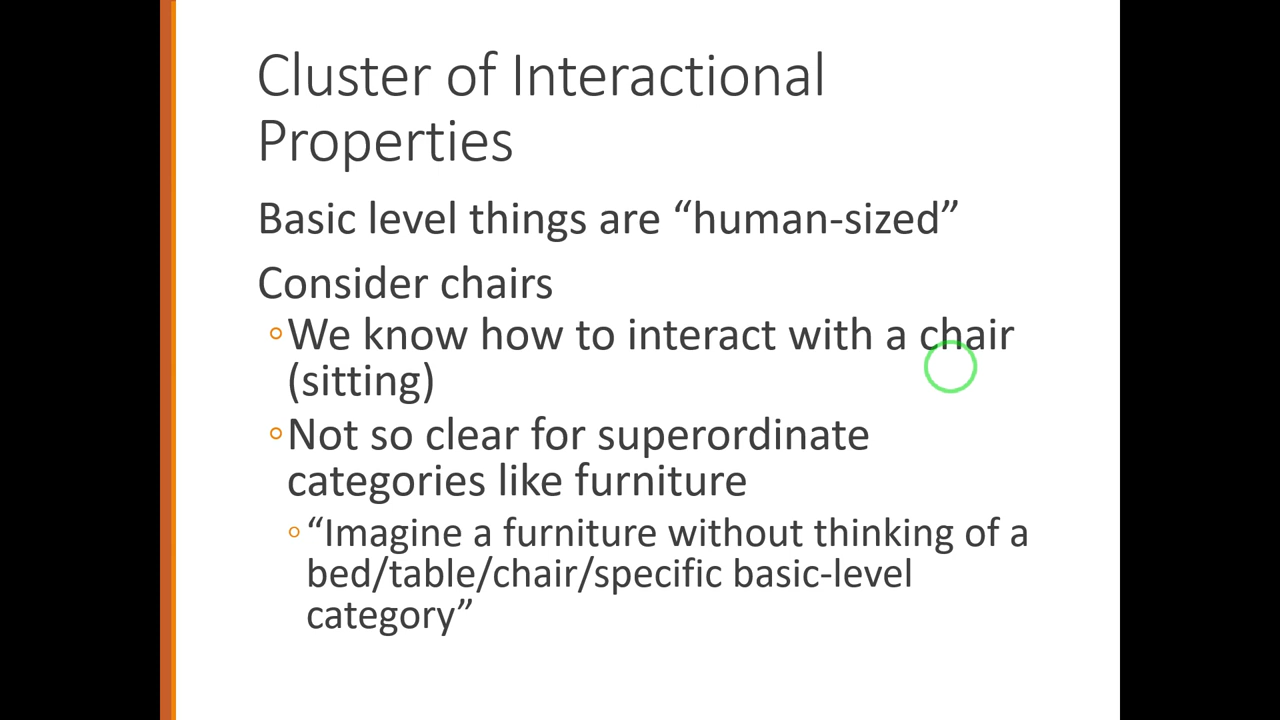 Cluster of Interactional
Properties
Basic level things are “human-sized”
Consider chairs
◦We know how to interact with a chair
(sitting)
◦Not so clear for superordinate
categories like furniture
◦“Imagine a furniture without thinking of a
bed/table/chair/specific basic-level
category”